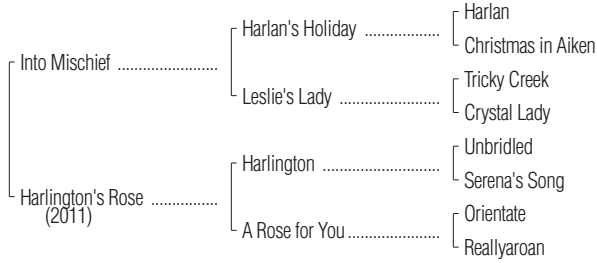 Harlan
Harlan's Holiday ..................
Christmas in Aiken
Into Mischief ........................
Tricky Creek
Leslie's Lady ........................
Crystal Lady
Unbridled
Harlington ............................
Serena's Song
Harlington's Rose ................
(2011)
Orientate
A Rose for You ......................
Reallyaroan